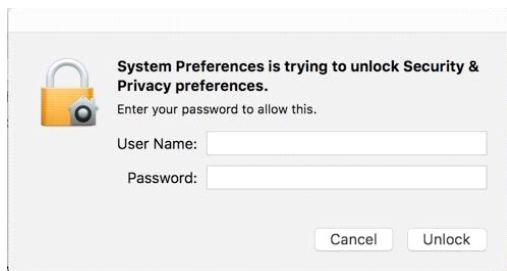 System Preferences is trying to unlock Security &
Privacy preferences.
Enter your password to allow this.
User Name:
Password:
Cancel
Unlock